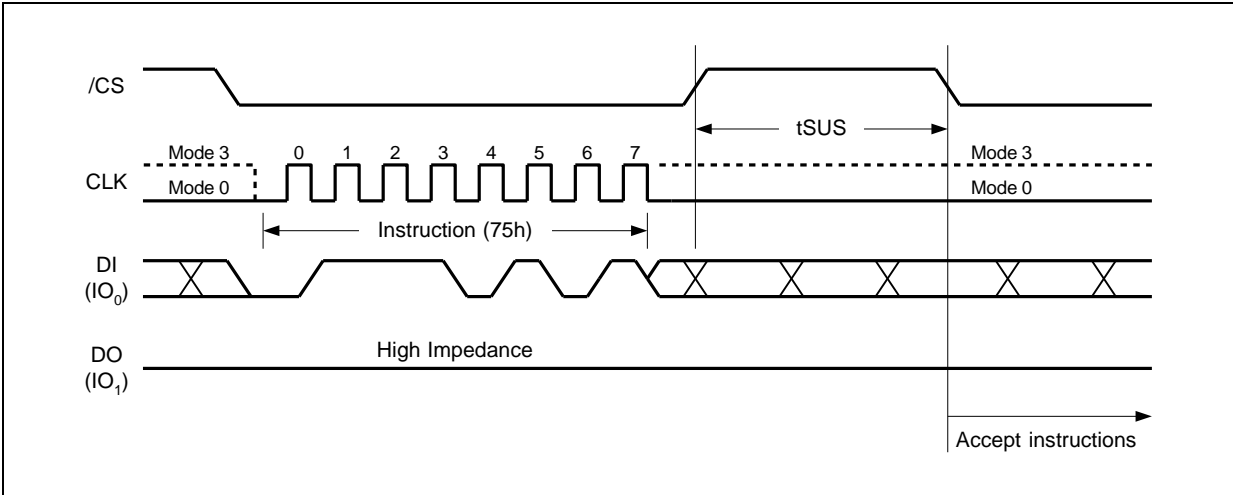 /CS
tSUS
Mode 3
0 1 2 3 4 5 6 7
Mode 3
CLK
Mode 0
Mode 0
Instruction (75h)
DI
(IO₀)
High Impedance
DO
(IO₁)
Accept instructions